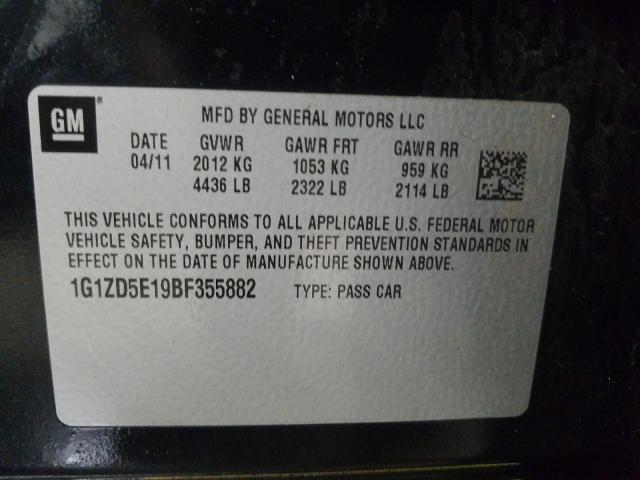 GM
MFD BY GENERAL MOTORS LLC
DATE GVWR GAWR FRT GAWR RR
04/11 2012 KG 1053 KG 959 KG
4436 LB 2322 LB 2114 LB
THIS VEHICLE CONFORMS TO ALL APPLICABLE U.S. FEDERAL MOTOR
VEHICLE SAFETY, BUMPER, AND THEFT PREVENTION STANDARDS IN
EFFECT ON THE DATE OF MANUFACTURE SHOWN ABOVE.
1G1ZD5E19BF355882 TYPE: PASS CAR